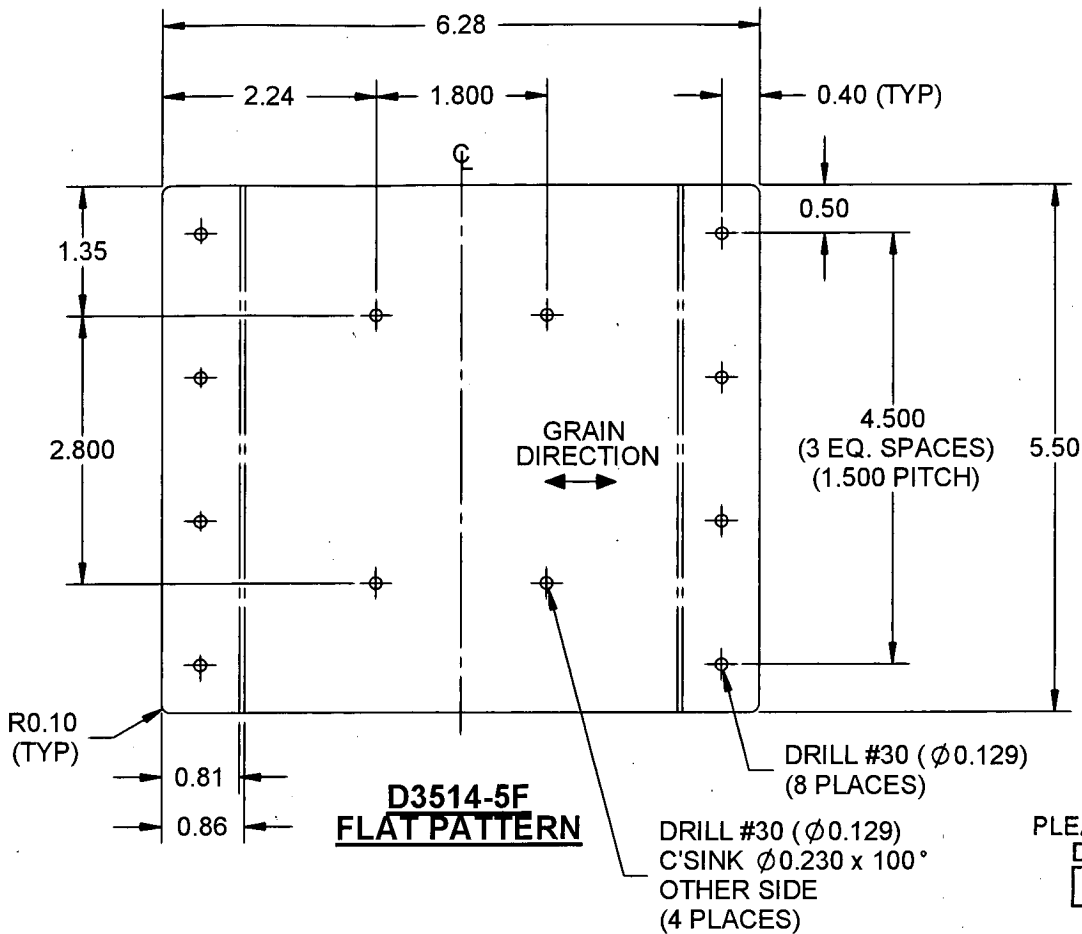 6.28
2.24
1.800
0.40 (TYP)
℄
0.50
1.35
2.800
GRAIN
DIRECTION
4.500
(3 EQ. SPACES)
(1.500 PITCH)
5.50
R0.10
(TYP)
0.81
0.86
D3514-5F
FLAT PATTERN
DRILL #30 (Ø0.129)
(8 PLACES)
DRILL #30 (Ø0.129)
C'SINK Ø0.230 x 100°
OTHER SIDE
(4 PLACES)